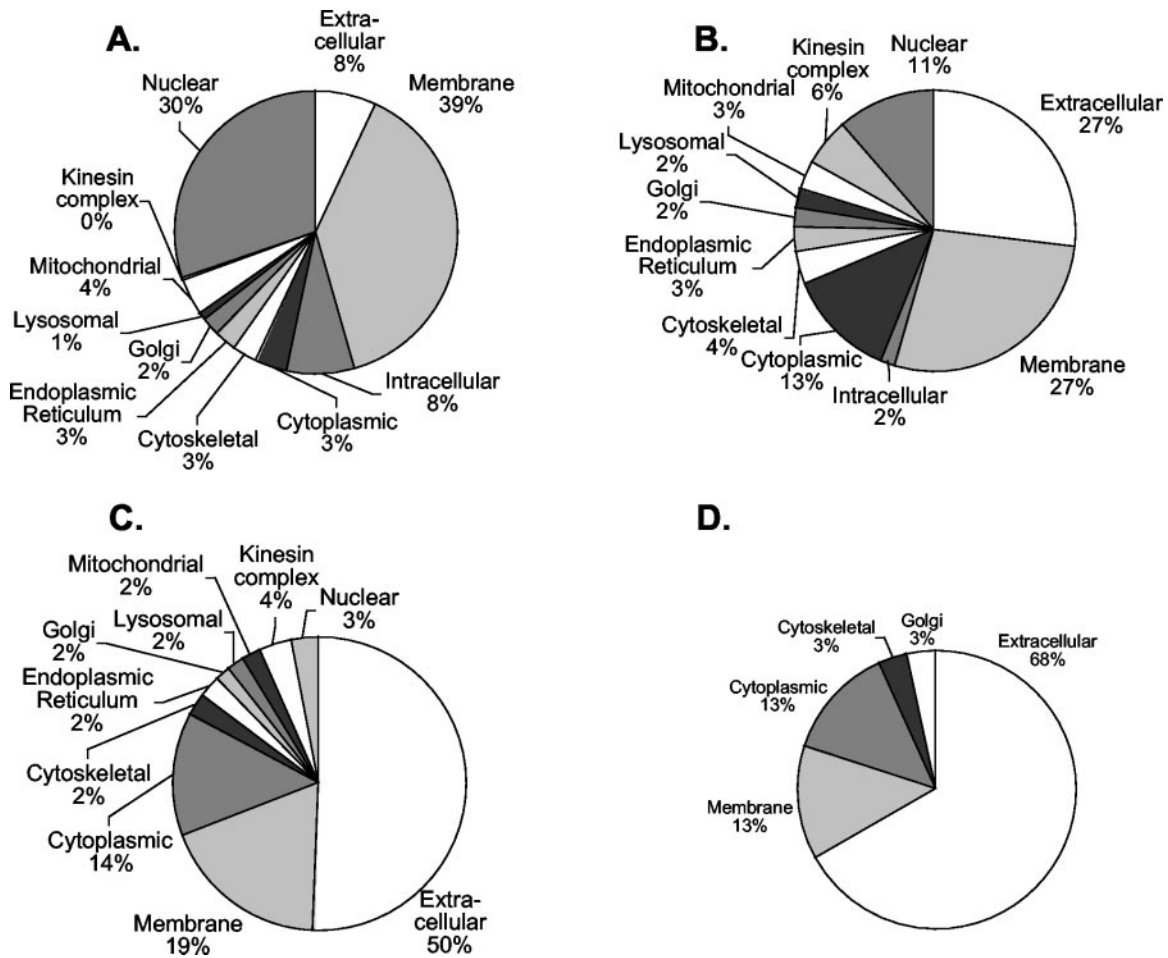 A.
Extra-
cellular
8%
Membrane
39%
Intracellular
8%
Cytoplasmic
3%
Cytoskeletal
3%
Endoplasmic
Reticulum
3%
Golgi
2%
Lysosomal
1%
Mitochondrial
4%
Kinesin
complex
0%
Nuclear
30%
B.
Extracellular
27%
Membrane
27%
Intracellular
2%
Cytoplasmic
13%
Cytoskeletal
4%
Endoplasmic
Reticulum
3%
Golgi
2%
Lysosomal
2%
Mitochondrial
3%
Kinesin
complex
6%
Nuclear
11%
C.
Extra-
cellular
50%
Membrane
19%
Cytoplasmic
14%
Cytoskeletal
2%
Endoplasmic
Reticulum
2%
Golgi
2%
Lysosomal
2%
Mitochondrial
2%
Kinesin
complex
4%
Nuclear
3%
D.
Extracellular
68%
Membrane
13%
Cytoplasmic
13%
Cytoskeletal
3%
Golgi
3%